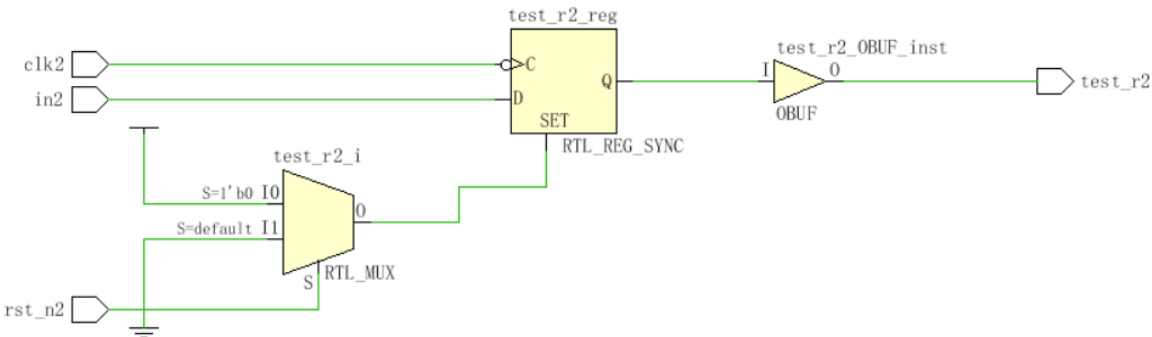 test_r2_reg
test_r2_OBUF_inst
clk2
C
Q
I
O
test_r2
in2
D
SET
OBUF
RTL_REG_SYNC
test_r2_i
S=1'b0 I0
O
S=default I1
S
RTL_MUX
rst_n2